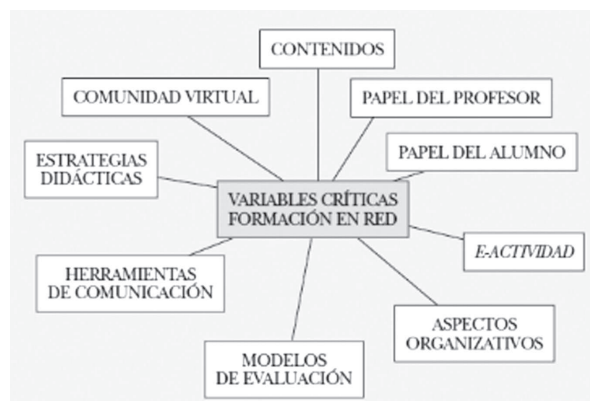 CONTENIDOS
COMUNIDAD VIRTUAL
PAPEL DEL PROFESOR
ESTRATEGIAS
DIDÁCTICAS
PAPEL DEL ALUMNO
VARIABLES CRÍTICAS
FORMACIÓN EN RED
E-ACTIVIDAD
HERRAMIENTAS
DE COMUNICACIÓN
ASPECTOS
ORGANIZATIVOS
MODELOS
DE EVALUACIÓN